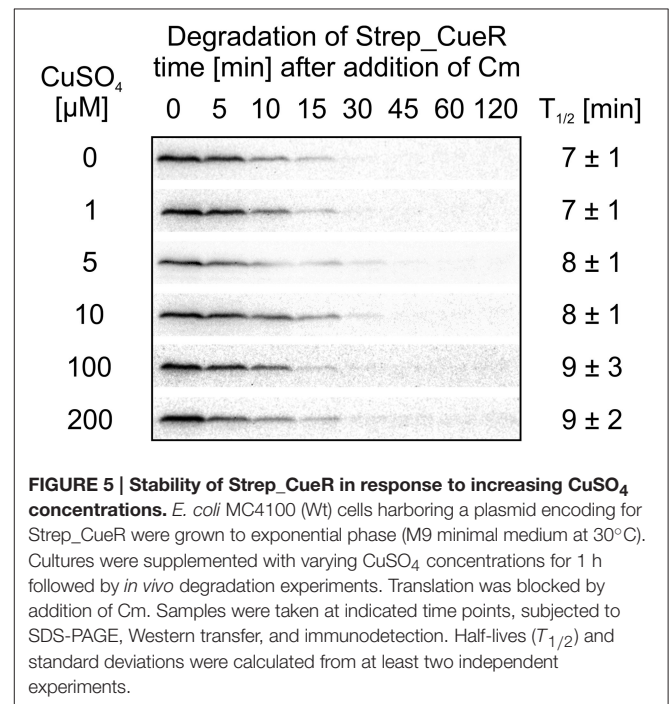 Degradation of Strep_CueR
time [min] after addition of Cm
CuSO4
[µM] 0 5 10 15 30 45 60 120 T1/2 [min]
0 7 ± 1
1 7 ± 1
5 8 ± 1
10 8 ± 1
100 9 ± 3
200 9 ± 2
FIGURE 5 | Stability of Strep_CueR in response to increasing CuSO4
concentrations. E. coli MC4100 (Wt) cells harboring a plasmid encoding for
Strep_CueR were grown to exponential phase (M9 minimal medium at 30°C).
Cultures were supplemented with varying CuSO4 concentrations for 1 h
followed by in vivo degradation experiments. Translation was blocked by
addition of Cm. Samples were taken at indicated time points, subjected to
SDS-PAGE, Western transfer, and immunodetection. Half-lives (T1/2) and
standard deviations were calculated from at least two independent
experiments.